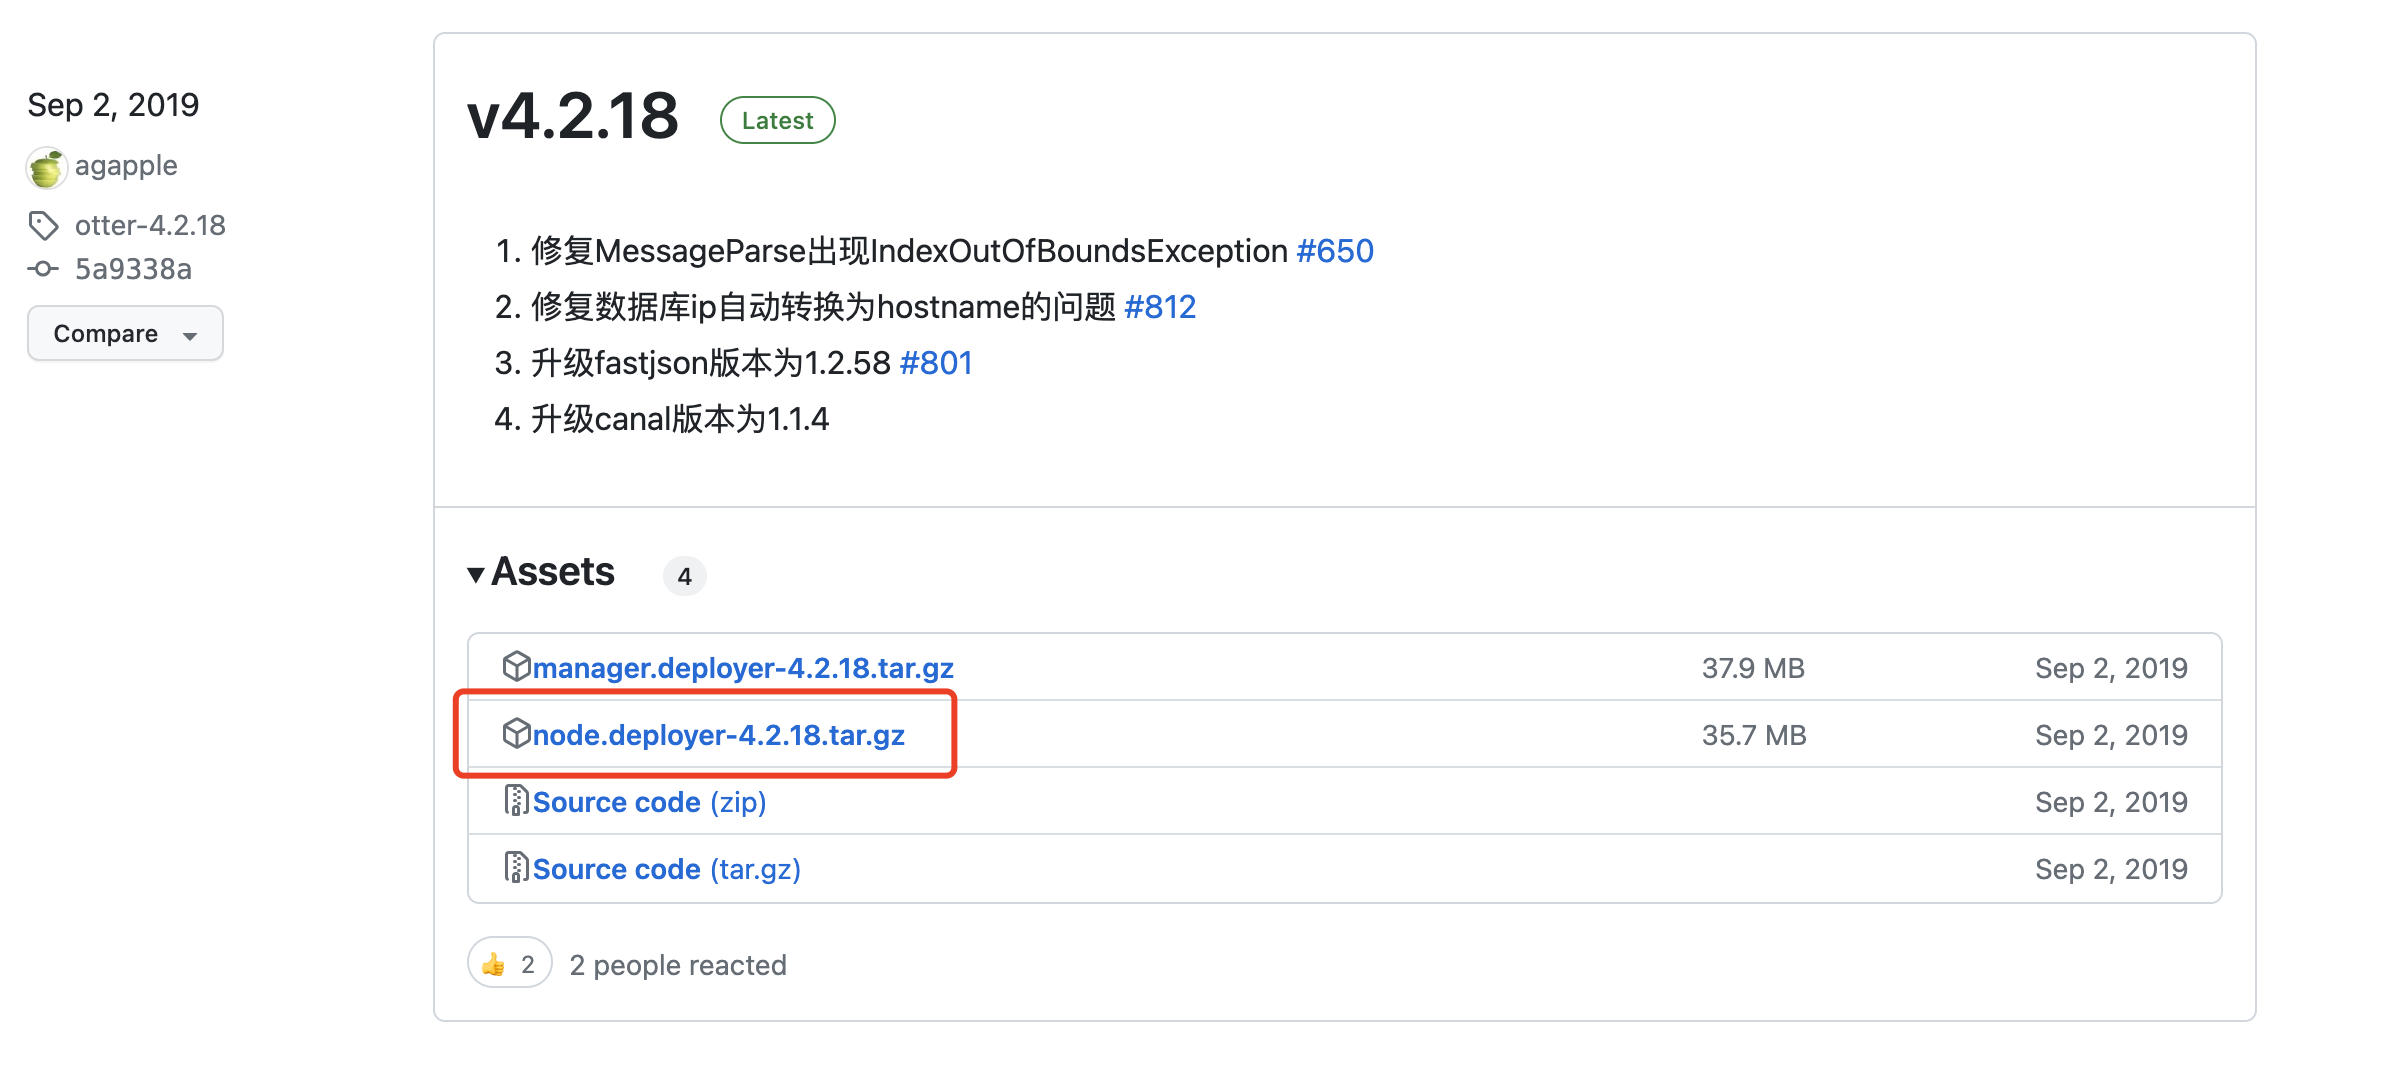 Sep 2, 2019
agapple
otter-4.2.18
5a9338a
Compare
v4.2.18 Latest
1. 修复MessageParse出现IndexOutOfBoundsException #650
2. 修复数据库ip自动转换为hostname的问题 #812
3. 升级fastjson版本为1.2.58 #801
4. 升级canal版本为1.1.4
Assets 4
manager.deployer-4.2.18.tar.gz 37.9 MB Sep 2, 2019
node.deployer-4.2.18.tar.gz 35.7 MB Sep 2, 2019
Source code (zip) Sep 2, 2019
Source code (tar.gz) Sep 2, 2019
👍 2 2 people reacted